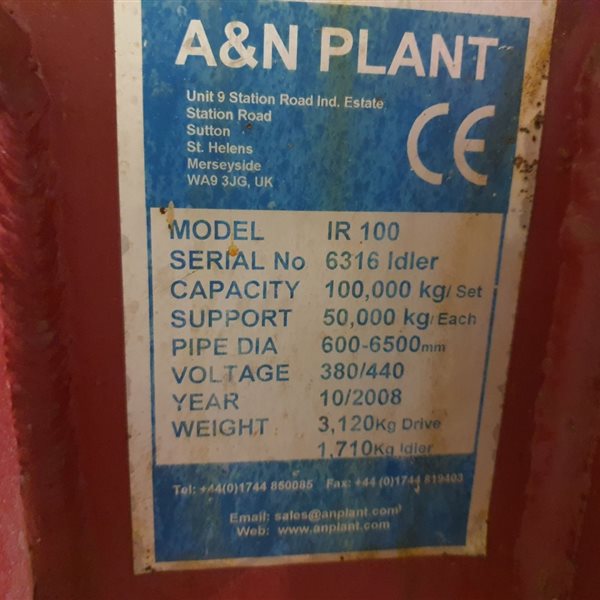 A&N PLANT
Unit 9 Station Road Ind. Estate
Station Road
Sutton
St. Helens
Merseyside
WA9 3JG, UK
CE
MODEL IR 100
SERIAL No 6316 Idler
CAPACITY 100,000 kg/ Set
SUPPORT 50,000 kg/ Each
PIPE DIA 600-6500mm
VOLTAGE 380/440
YEAR 10/2008
WEIGHT 3,120Kg Drive
1,710Kg Idler
Tel: +44(0)1744 850085 Fax: +44 (0)1744 819403
Email: sales@anplant.com
Web: www.anplant.com